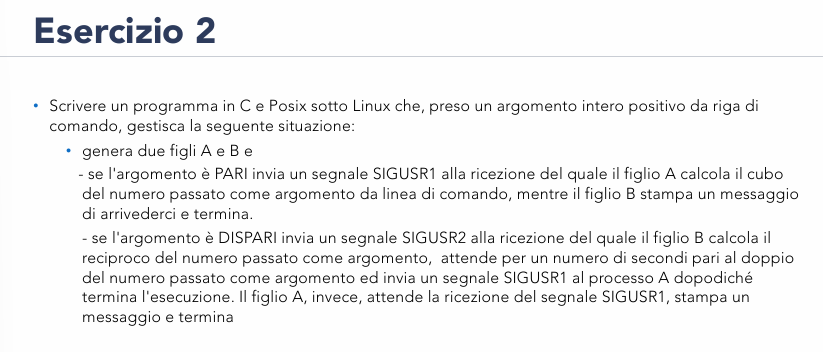 Esercizio 2
• Scrivere un programma in C e Posix sotto Linux che, preso un argomento intero positivo da riga di
comando, gestisca la seguente situazione:
• genera due figli A e B e
- se l'argomento è PARI invia un segnale SIGUSR1 alla ricezione del quale il figlio A calcola il cubo
del numero passato come argomento da linea di comando, mentre il figlio B stampa un messaggio
di arrivederci e termina.
- se l'argomento è DISPARI invia un segnale SIGUSR2 alla ricezione del quale il figlio B calcola il
reciproco del numero passato come argomento, attende per un numero di secondi pari al doppio
del numero passato come argomento ed invia un segnale SIGUSR1 al processo A dopodiché
termina l'esecuzione. Il figlio A, invece, attende la ricezione del segnale SIGUSR1, stampa un
messaggio e termina